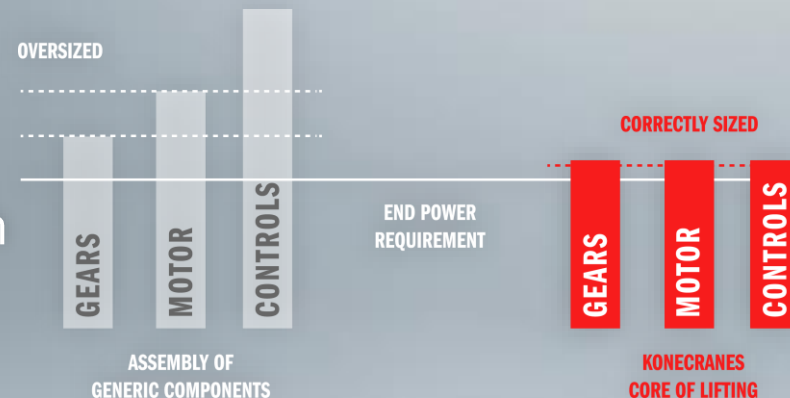 OVERSIZED
GEARS
MOTOR
CONTROLS
ASSEMBLY OF
GENERIC COMPONENTS
END POWER
REQUIREMENT
CORRECTLY SIZED
GEARS
MOTOR
CONTROLS
KONECRANES
CORE OF LIFTING